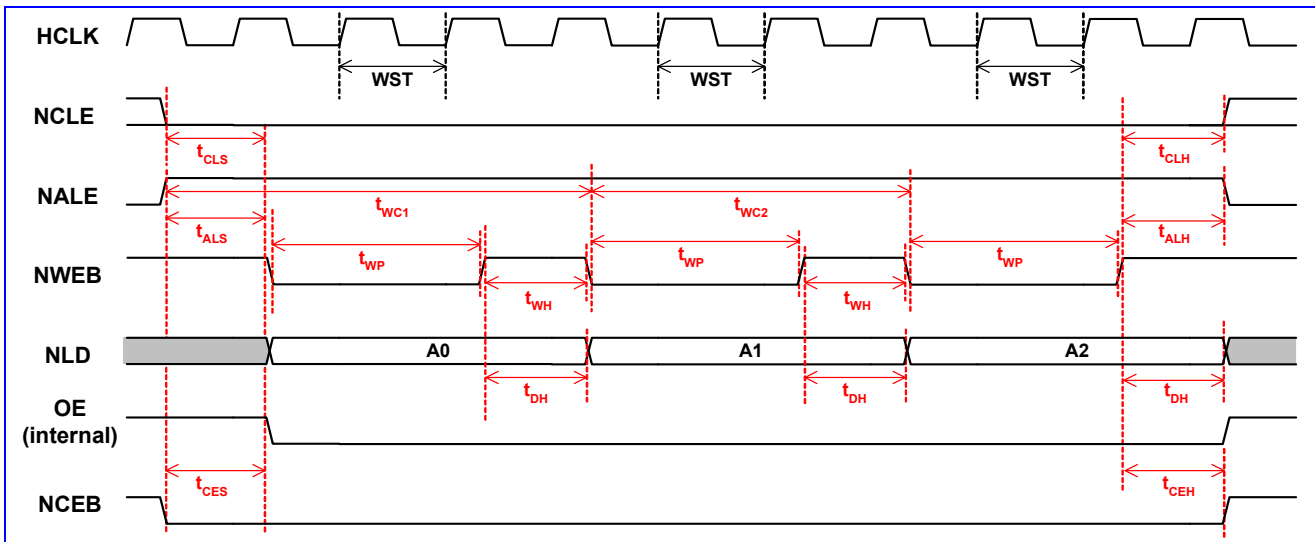 HCLK
WST WST WST
NCLE
tCLS tCLH
NALE
tWC1 tWC2
tALS tALH
tWP tWP tWP
NWEB
tWH tWH
NLD A0 A1 A2
tDH tDH tDH
OE
(internal)
tCES tCEH
NCEB